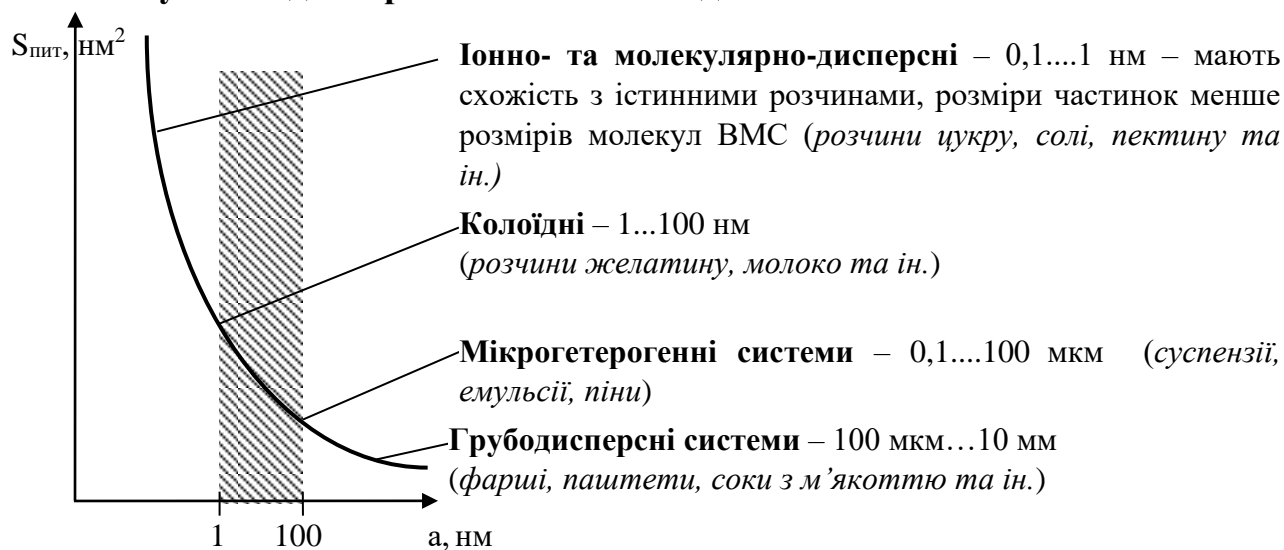 Sпит, нм²
Іонно- та молекулярно-дисперсні – 0,1....1 нм – мають
схожість з істинними розчинами, розміри частинок менше
розмірів молекул ВМС (розчини цукру, солі, пектину та
ін.)
Колоїдні – 1...100 нм
(розчини желатину, молоко та ін.)
Мікрогетерогенні системи – 0,1....100 мкм (суспензії,
емульсії, піни)
Грубодисперсні системи – 100 мкм…10 мм
(фарші, паштети, соки з м’якоттю та ін.)
1 100 а, нм